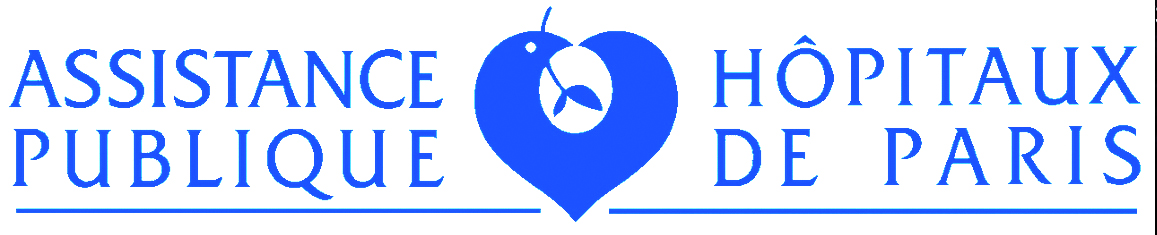 ASSISTANCE
PUBLIQUE
HÔPITAUX
DE PARIS